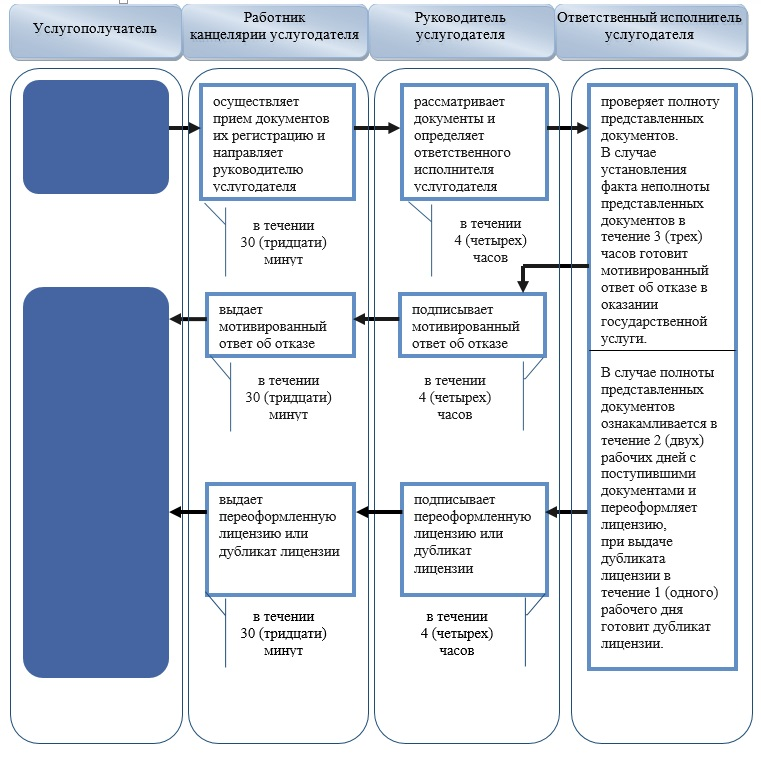 Услугополучатель
Работник
канцелярии услугодателя
Руководитель
услугодателя
Ответственный исполнитель
услугодателя
осуществляет
прием документов
их регистрацию и
направляет
руководителю
услугодателя
в течении
30 (тридцати)
минут
рассматривает
документы и
определяет
ответственного
исполнителя
услугодателя
в течении
4 (четырех)
часов
проверяет полноту
представленных
документов.
В случае
установления
факта неполноты
представленных
документов в
течение 3 (трех)
часов готовит
мотивированный
ответ об отказе в
оказании
государственной
услуги.
выдает
мотивированный
ответ об отказе
в течении
30 (тридцати)
минут
подписывает
мотивированный
ответ об отказе
в течении
4 (четырех)
часов
В случае полноты
представленных
документов
ознакамливается в
течение 2 (двух)
рабочих дней с
поступившими
документами и
переоформляет
лицензию,
при выдаче
дубликата
лицензии в
течение 1 (одного)
рабочего дня
готовит дубликат
лицензии.
выдает
переоформленную
лицензию или
дубликат лицензии
в течении
30 (тридцати)
минут
подписывает
переоформленную
лицензию или
дубликат
лицензии
в течении
4 (четырех)
часов